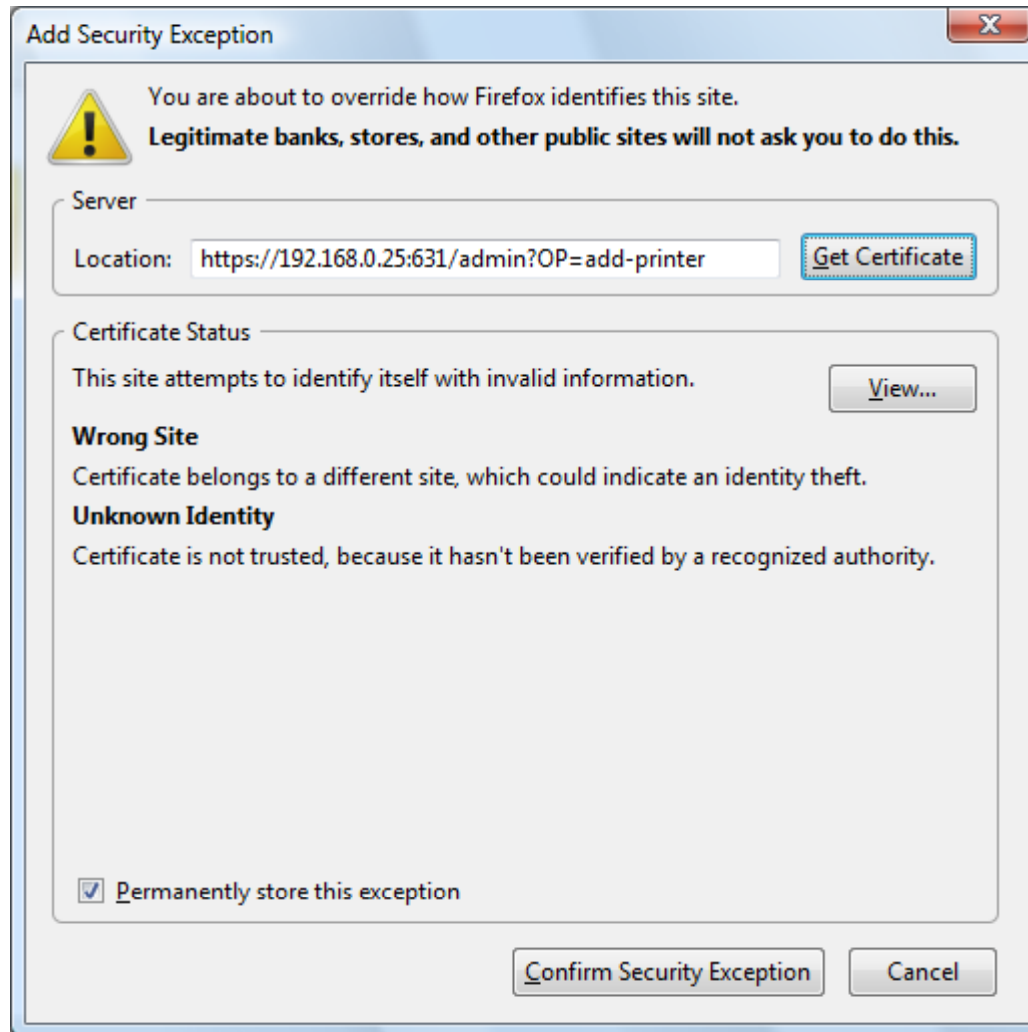 Add Security Exception
You are about to override how Firefox identifies this site.
Legitimate banks, stores, and other public sites will not ask you to do this.
Server
Location: https://192.168.0.25:631/admin?OP=add-printer Get Certificate
Certificate Status
This site attempts to identify itself with invalid information. View...
Wrong Site
Certificate belongs to a different site, which could indicate an identity theft.
Unknown Identity
Certificate is not trusted, because it hasn't been verified by a recognized authority.
Permanently store this exception
Confirm Security Exception Cancel